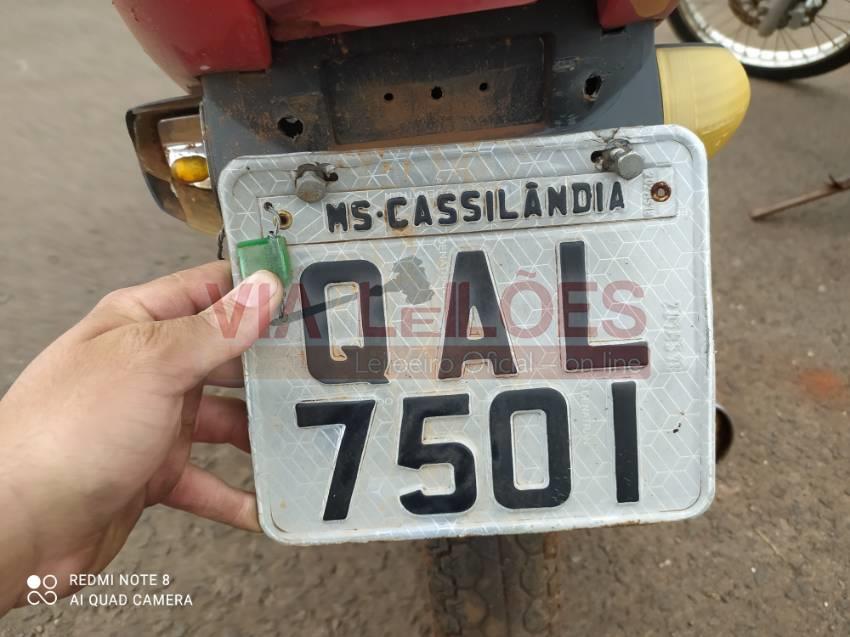 MS·CASSILÂNDIA
QAL
VIA LEILÕES
Leiloeiro Oficial on line
7501
REDMI NOTE 8
AI QUAD CAMERA